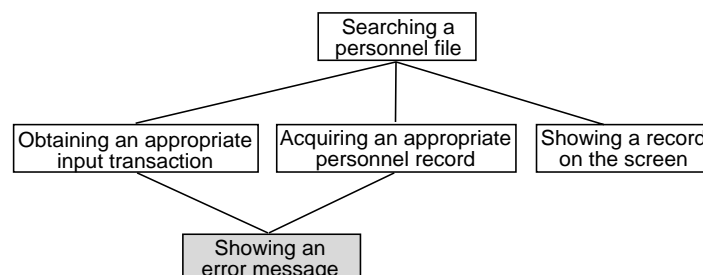 Searching a
personnel file
Obtaining an appropriate
input transaction
Acquiring an appropriate
personnel record
Showing a record
on the screen
Showing an
error message